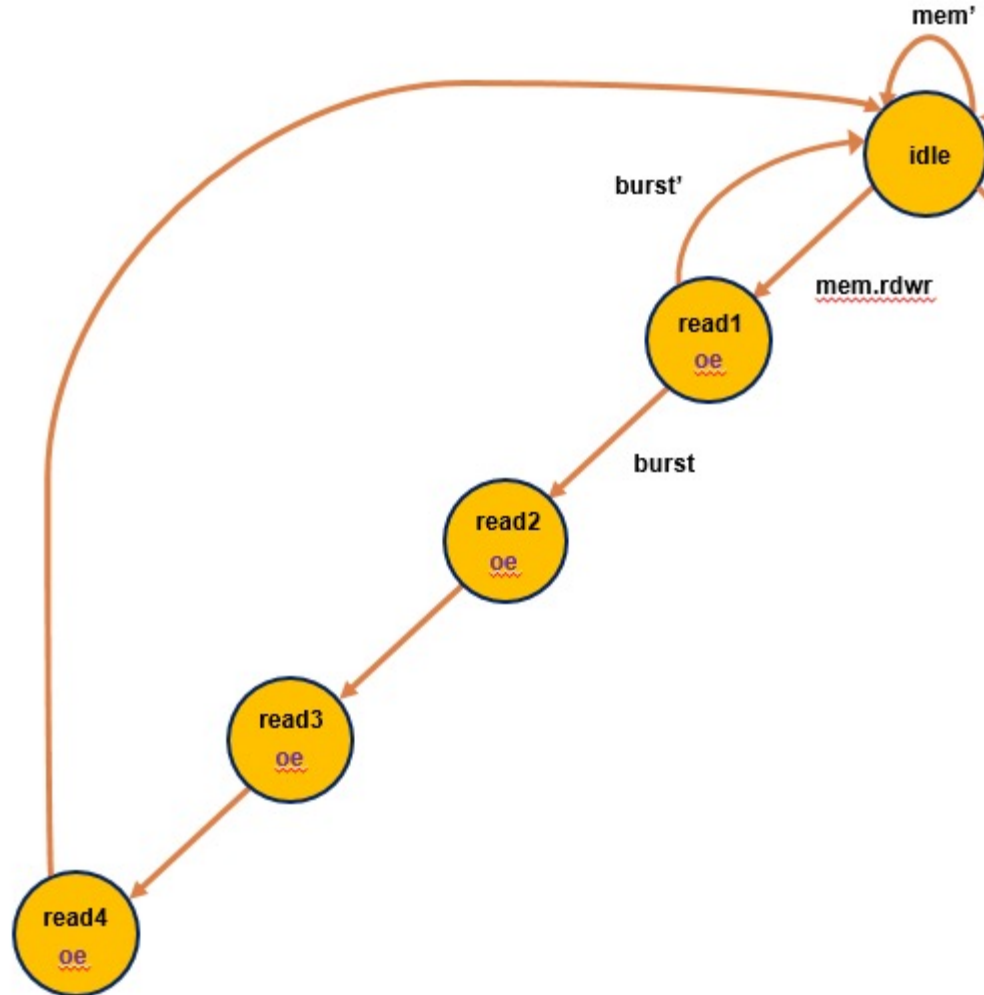 mem’
idle
burst’
mem.rdwr
read1
oe
burst
read2
oe
read3
oe
read4
oe